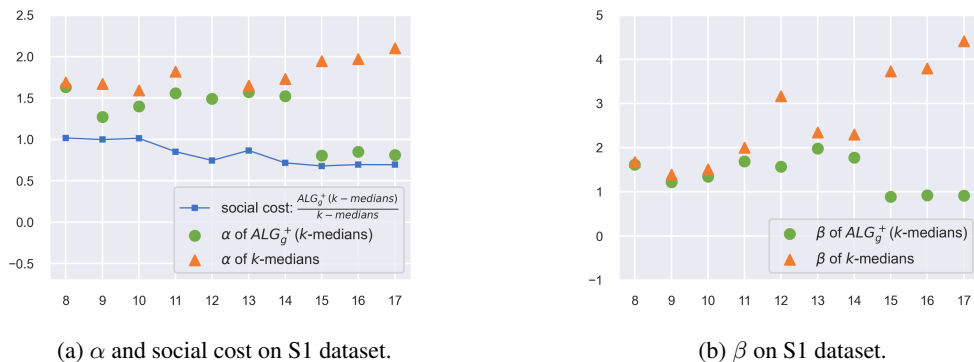 2.5
2.0
1.5
1.0
0.5
0.0
−0.5
8 9 10 11 12 13 14 15 16 17
social cost: $\frac{ALG_g^+(k-medians)}{k-medians}$
α of $ALG_g^+$(k-medians)
α of k-medians
(a) α and social cost on S1 dataset.
5
4
3
2
1
0
−1
8 9 10 11 12 13 14 15 16 17
β of $ALG_g^+$(k-medians)
β of k-medians
(b) β on S1 dataset.